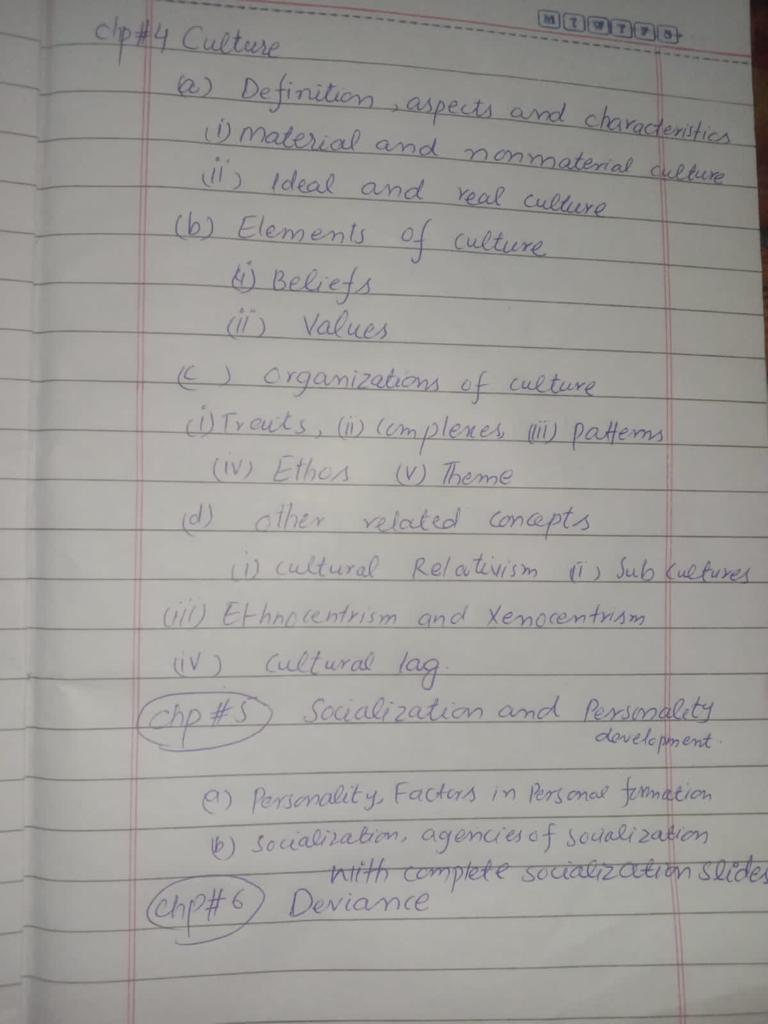 M T W T F S
chp#4 Culture
(a) Definition, aspects and characteristics
(i) material and nonmaterial culture
(ii) Ideal and real culture
(b) Elements of culture
(i) Beliefs
(ii) Values
(c) Organizations of culture
(i) Traits, (ii) Complexes, (iii) patterns
(iv) Ethos (v) Theme
(d) other related concepts
(i) cultural Relativism (ii) Sub cultures
(iii) Ethnocentrism and Xenocentrism
(iv) cultural lag.
chp #5 Socialization and Personality
development.
(a) Personality, Factors in Personal formation
(b) Socialization, agencies of socialization
with complete socialization slides
chp#6 Deviance